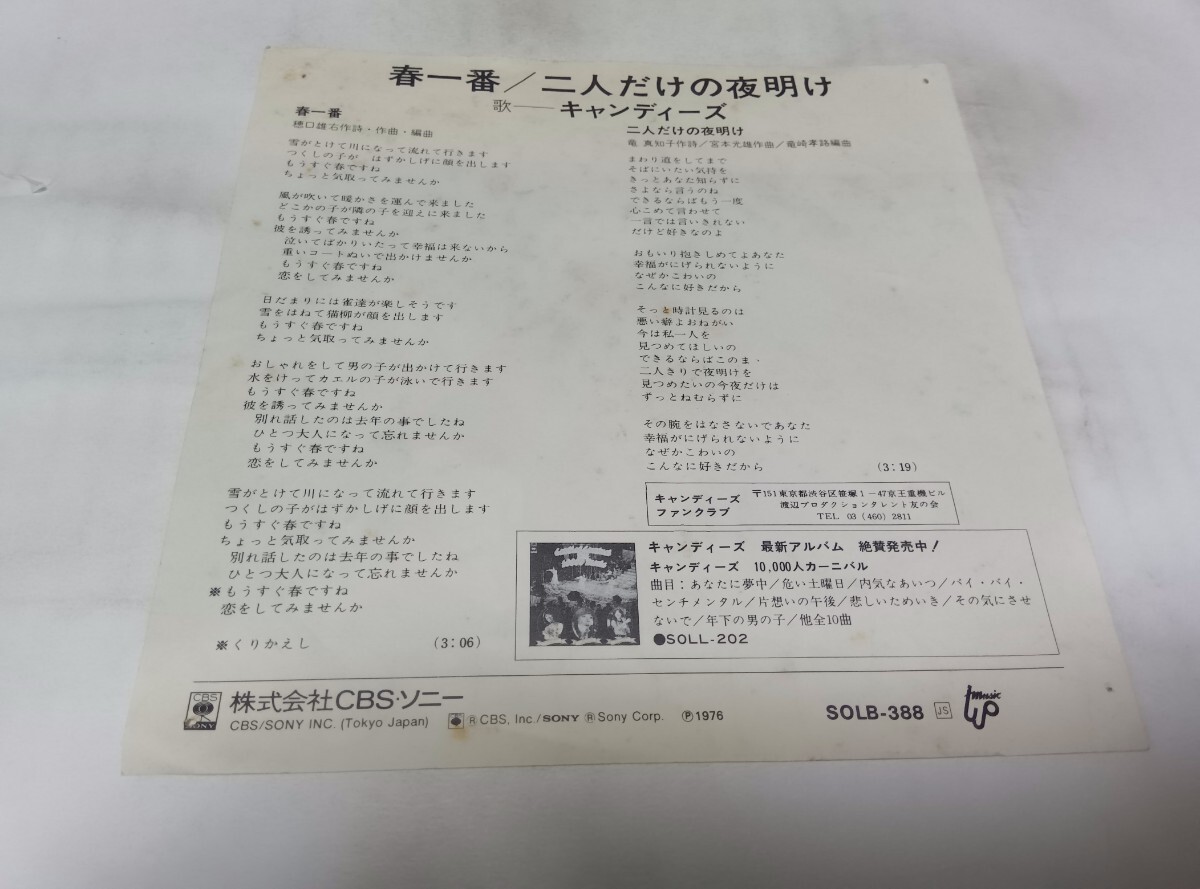 春一番／二人だけの夜明け
歌──キャンディーズ
春一番
穂口雄右作詩・作曲・編曲
雪がとけて川になって流れて行きます
つくしの子が　はずかしげに顔を出します
もうすぐ春ですね
ちょっと気取ってみませんか
風が吹いて暖かさを運んで来ました
どこかの子が隣の子を迎えに来ました
もうすぐ春ですね
彼を誘ってみませんか
泣いてばかりいたって幸福は来ないから
重いコートぬいで出かけませんか
もうすぐ春ですね
恋をしてみませんか
日だまりには雀達が楽しそうです
雪をはねて猫柳が顔を出します
もうすぐ春ですね
ちょっと気取ってみませんか
おしゃれをして男の子が出かけて行きます
水をけってカエルの子が泳いで行きます
もうすぐ春ですね
彼を誘ってみませんか
別れ話したのは去年の事でしたね
ひとつ大人になって忘れませんか
もうすぐ春ですね
恋をしてみませんか
雪がとけて川になって流れて行きます
つくしの子がはずかしげに顔を出します
もうすぐ春ですね
ちょっと気取ってみませんか
別れ話したのは去年の事でしたね
ひとつ大人になって忘れませんか
※もうすぐ春ですね
恋をしてみませんか
※くりかえし　(3:06)
二人だけの夜明け
竜 真知子作詩／宮本光雄作曲／竜崎孝路編曲
まわり道をしてまで
そばにいたい気持を
きっとあなた知らずに
さよなら言うのね
できるならばもう一度
心こめて言わせて
一言では言いきれない
だけど好きなのよ
おもいり抱きしめてよあなた
幸福がにげられないように
なぜかこわいの
こんなに好きだから
そっと時計見るのは
悪い癖よおねがい
今は私一人を
見つめてほしいの
できるならばこのま・
二人きりで夜明けを
見つめたいの今夜だけは
ずっとねむらずに
その腕をはなさないであなた
幸福がにげられないように
なぜかこわいの
こんなに好きだから　(3:19)
キャンディーズ
ファンクラブ
〒151東京都渋谷区笹塚1－47京王重機ビル
渡辺プロダクションタレント友の会
TEL 03 (460) 2811
キャンディーズ　最新アルバム　絶賛発売中！
キャンディーズ　10,000人カーニバル
曲目：あなたに夢中／危い土曜日／内気なあいつ／バイ・バイ・
センチメンタル／片想いの午後／悲しいためいき／その気にさせ
ないで／年下の男の子／他全10曲
●SOLL-202
CBS
SONY
株式会社CBS・ソニー
CBS/SONY INC. (Tokyo Japan)
Ⓡ CBS, Inc./SONY Ⓡ Sony Corp. Ⓟ1976
SOLB-388 JS
music up